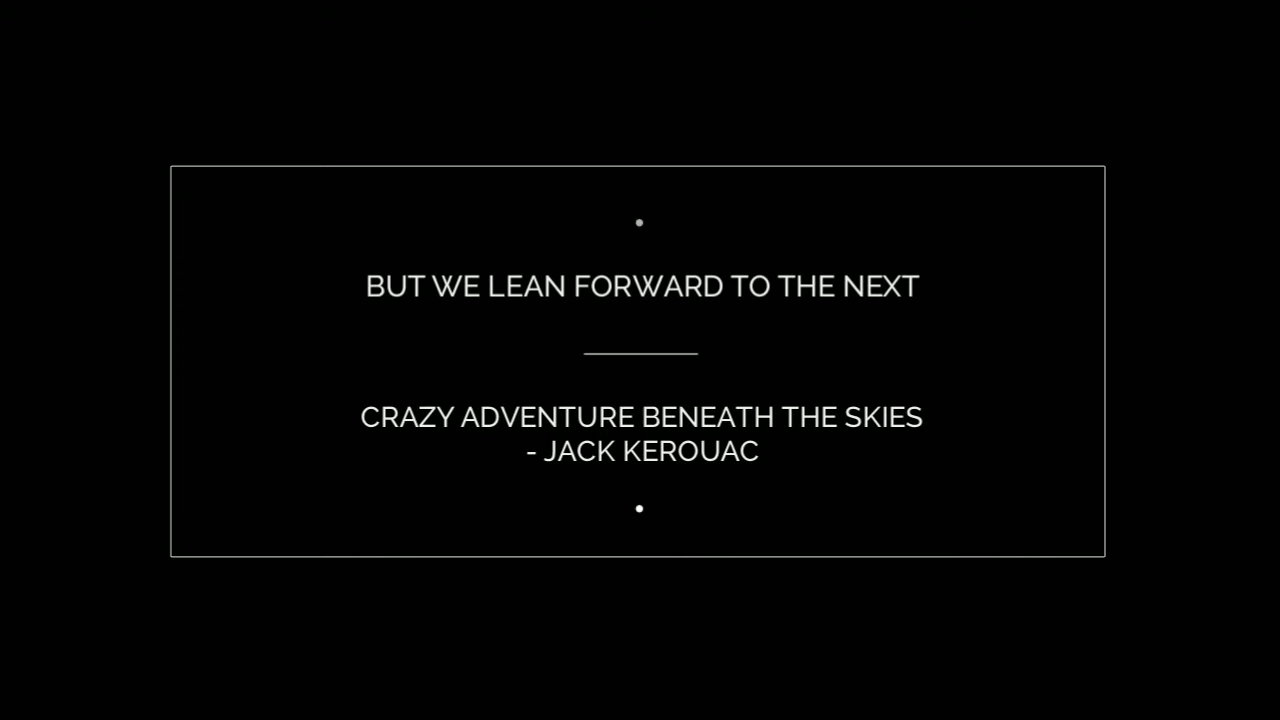 BUT WE LEAN FORWARD TO THE NEXT
CRAZY ADVENTURE BENEATH THE SKIES
- JACK KEROUAC